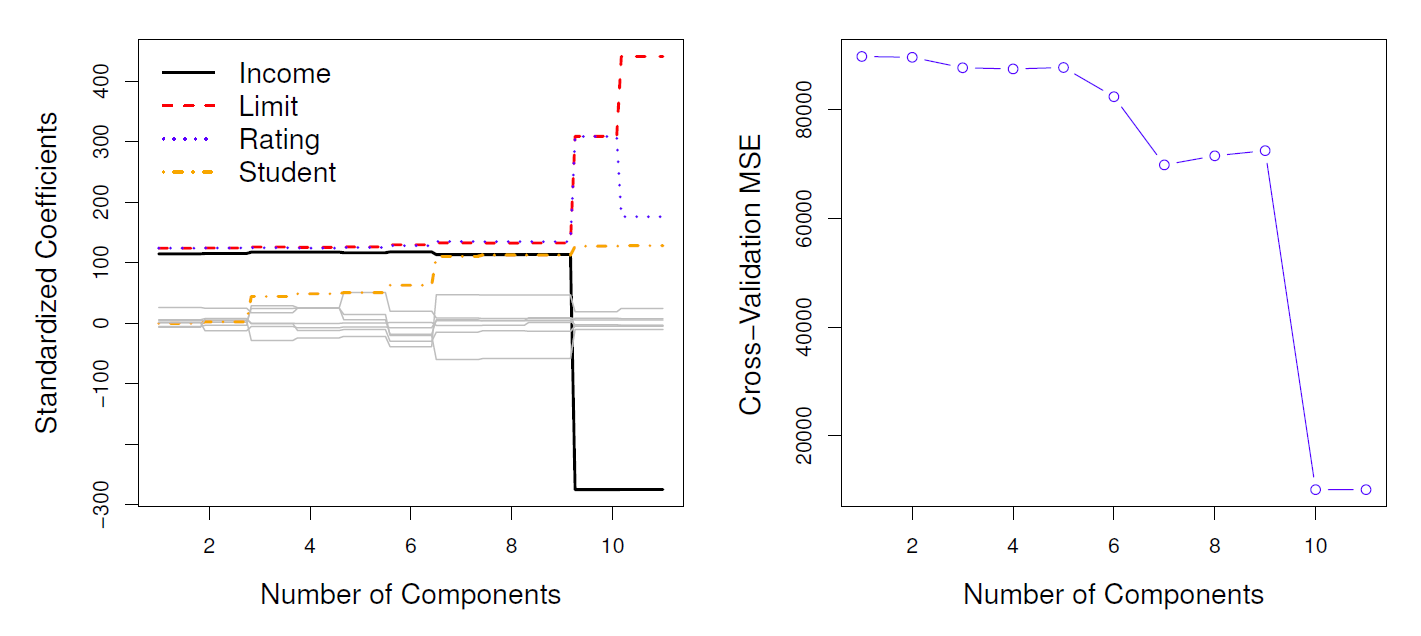 Standardized Coefficients
400
300
200
100
0
−100
−300
Income
Limit
Rating
Student
2 4 6 8 10
Number of Components
Cross−Validation MSE
80000
60000
40000
20000
2 4 6 8 10
Number of Components